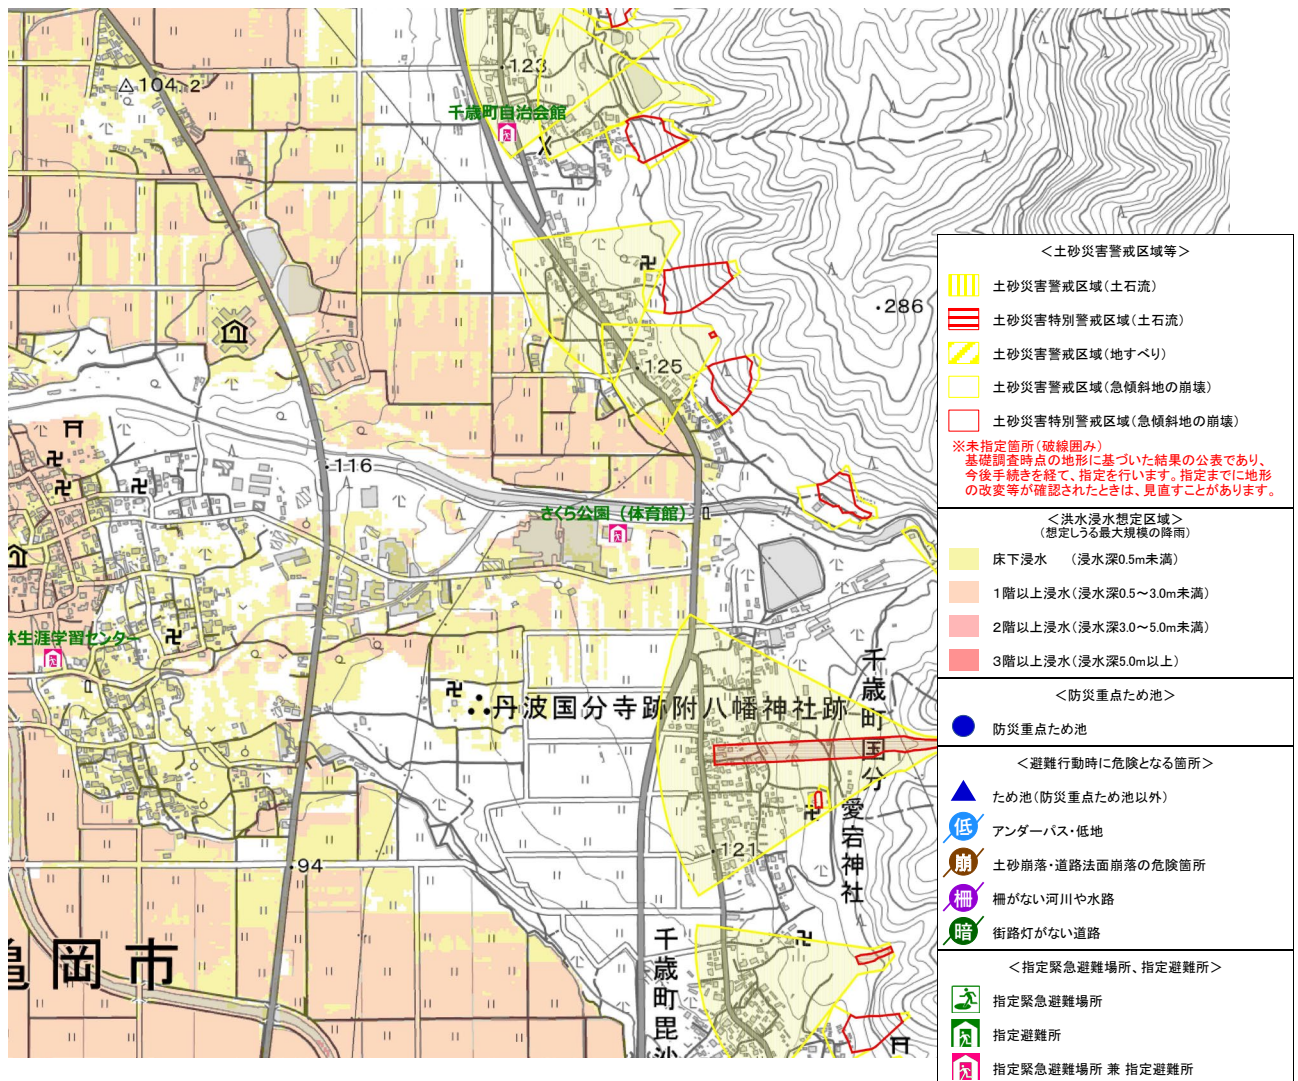 123
104.2
千歳町自治会館
286
125
116
さくら公園（体育館）
林生涯学習センター
千歳町国分
丹波国分寺跡附八幡神社跡
愛宕神社
121
94
亀岡市
千歳町毘沙
＜土砂災害警戒区域等＞
土砂災害警戒区域（土石流）
土砂災害特別警戒区域（土石流）
土砂災害警戒区域（地すべり）
土砂災害警戒区域（急傾斜地の崩壊）
土砂災害特別警戒区域（急傾斜地の崩壊）
※未指定箇所（破線囲み）
基礎調査時点の地形に基づいた結果の公表であり、
今後手続きを経て、指定を行います。指定までに地形
の改変等が確認されたときは、見直すことがあります。
＜洪水浸水想定区域＞
（想定しうる最大規模の降雨）
床下浸水　（浸水深0.5m未満）
1階以上浸水（浸水深0.5～3.0m未満）
2階以上浸水（浸水深3.0～5.0m未満）
3階以上浸水（浸水深5.0m以上）
＜防災重点ため池＞
防災重点ため池
＜避難行動時に危険となる箇所＞
ため池（防災重点ため池以外）
低 アンダーパス・低地
崩 土砂崩落・道路法面崩落の危険箇所
柵 柵がない河川や水路
暗 街路灯がない道路
＜指定緊急避難場所、指定避難所＞
指定緊急避難場所
指定避難所
指定緊急避難場所 兼 指定避難所